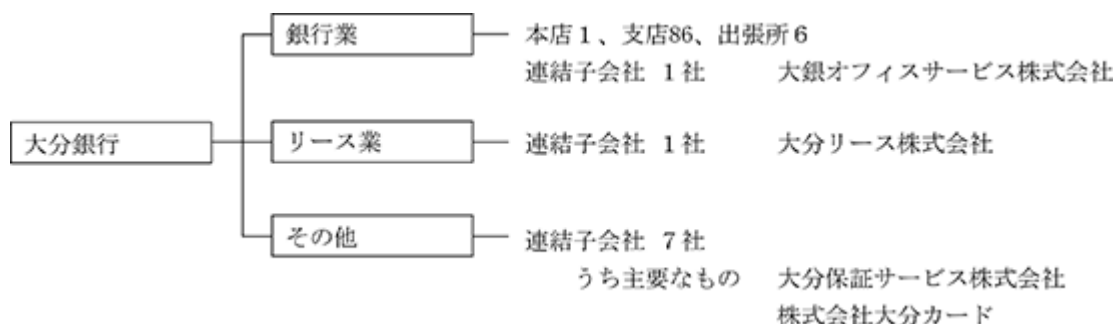 銀行業 本店1、支店86、出張所6
連結子会社 1社 大銀オフィスサービス株式会社
大分銀行 リース業 連結子会社 1社 大分リース株式会社
その他 連結子会社 7社
うち主要なもの 大分保証サービス株式会社
株式会社大分カード